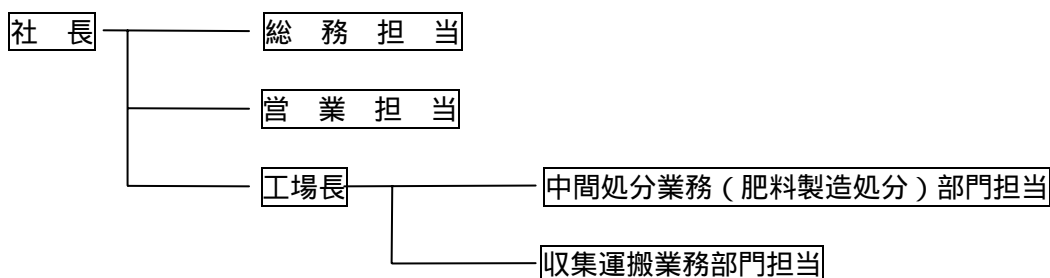 社　長
総　務　担　当
営　業　担　当
工場長
中間処分業務（肥料製造処分）部門担当
収集運搬業務部門担当